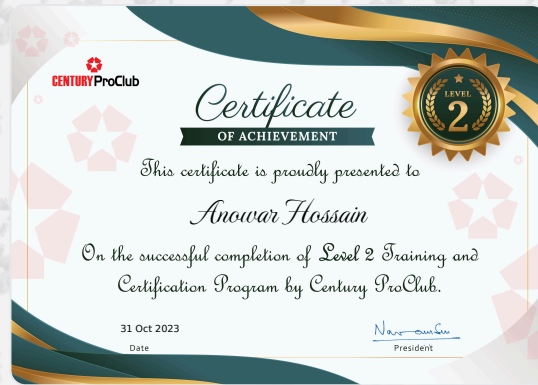 CENTURY ProClub
Certificate
OF ACHIEVEMENT
LEVEL
2
This certificate is proudly presented to
Anowar Hossain
On the successful completion of Level 2 Training and
Certification Program by Century ProClub.
31 Oct 2023
Date
President